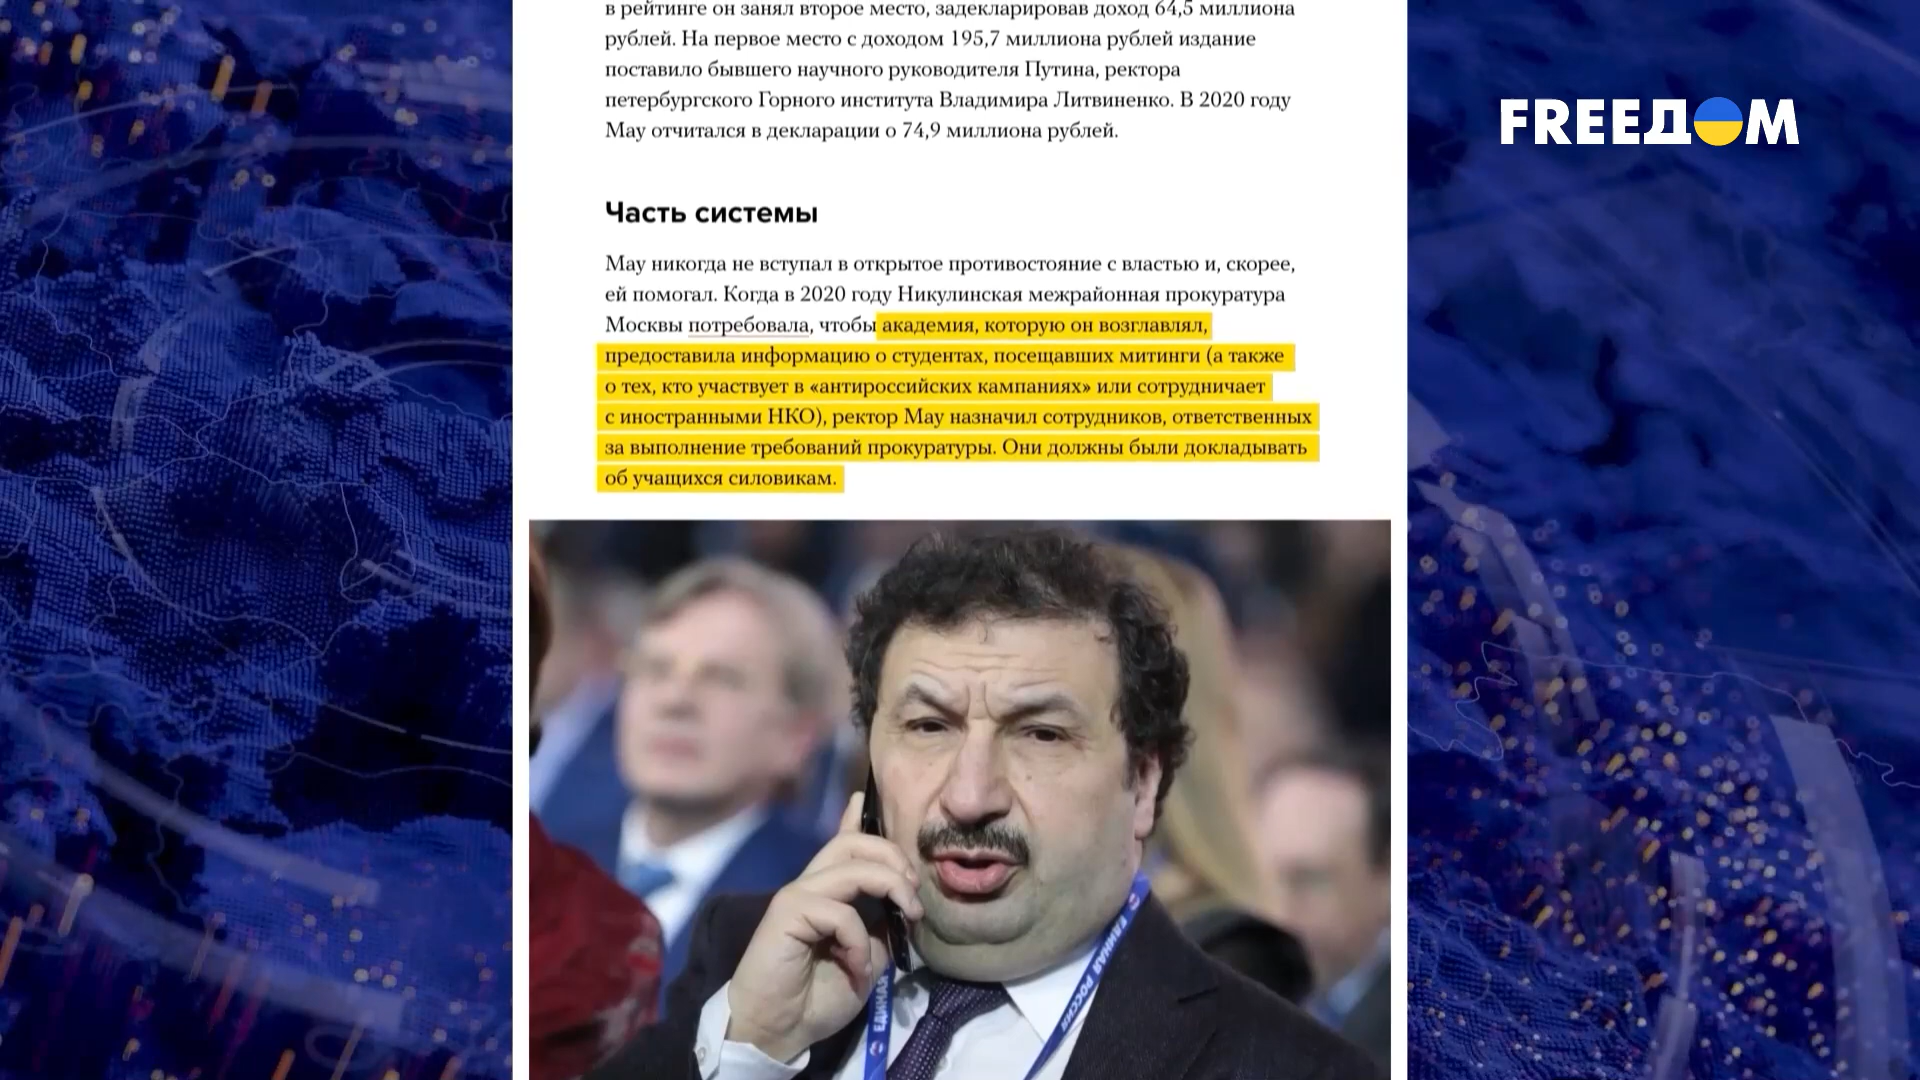 в рейтинге он занял второе место, задекларировав доход 64,5 миллиона
рублей. На первое место с доходом 195,7 миллиона рублей издание
поставило бывшего научного руководителя Путина, ректора
петербургского Горного института Владимира Литвиненко. В 2020 году
Мау отчитался в декларации о 74,9 миллиона рублей.
FREEДОМ
Часть системы
Мау никогда не вступал в открытое противостояние с властью и, скорее,
ей помогал. Когда в 2020 году Никулинская межрайонная прокуратура
Москвы потребовала, чтобы академия, которую он возглавлял,
предоставила информацию о студентах, посещавших митинги (а также
о тех, кто участвует в «антироссийских кампаниях» или сотрудничает
с иностранными НКО), ректор Мау назначил сотрудников, ответственных
за выполнение требований прокуратуры. Они должны были докладывать
об учащихся силовикам.
ЕДИНАЯ
ЕДИНАЯ РОССИЯ